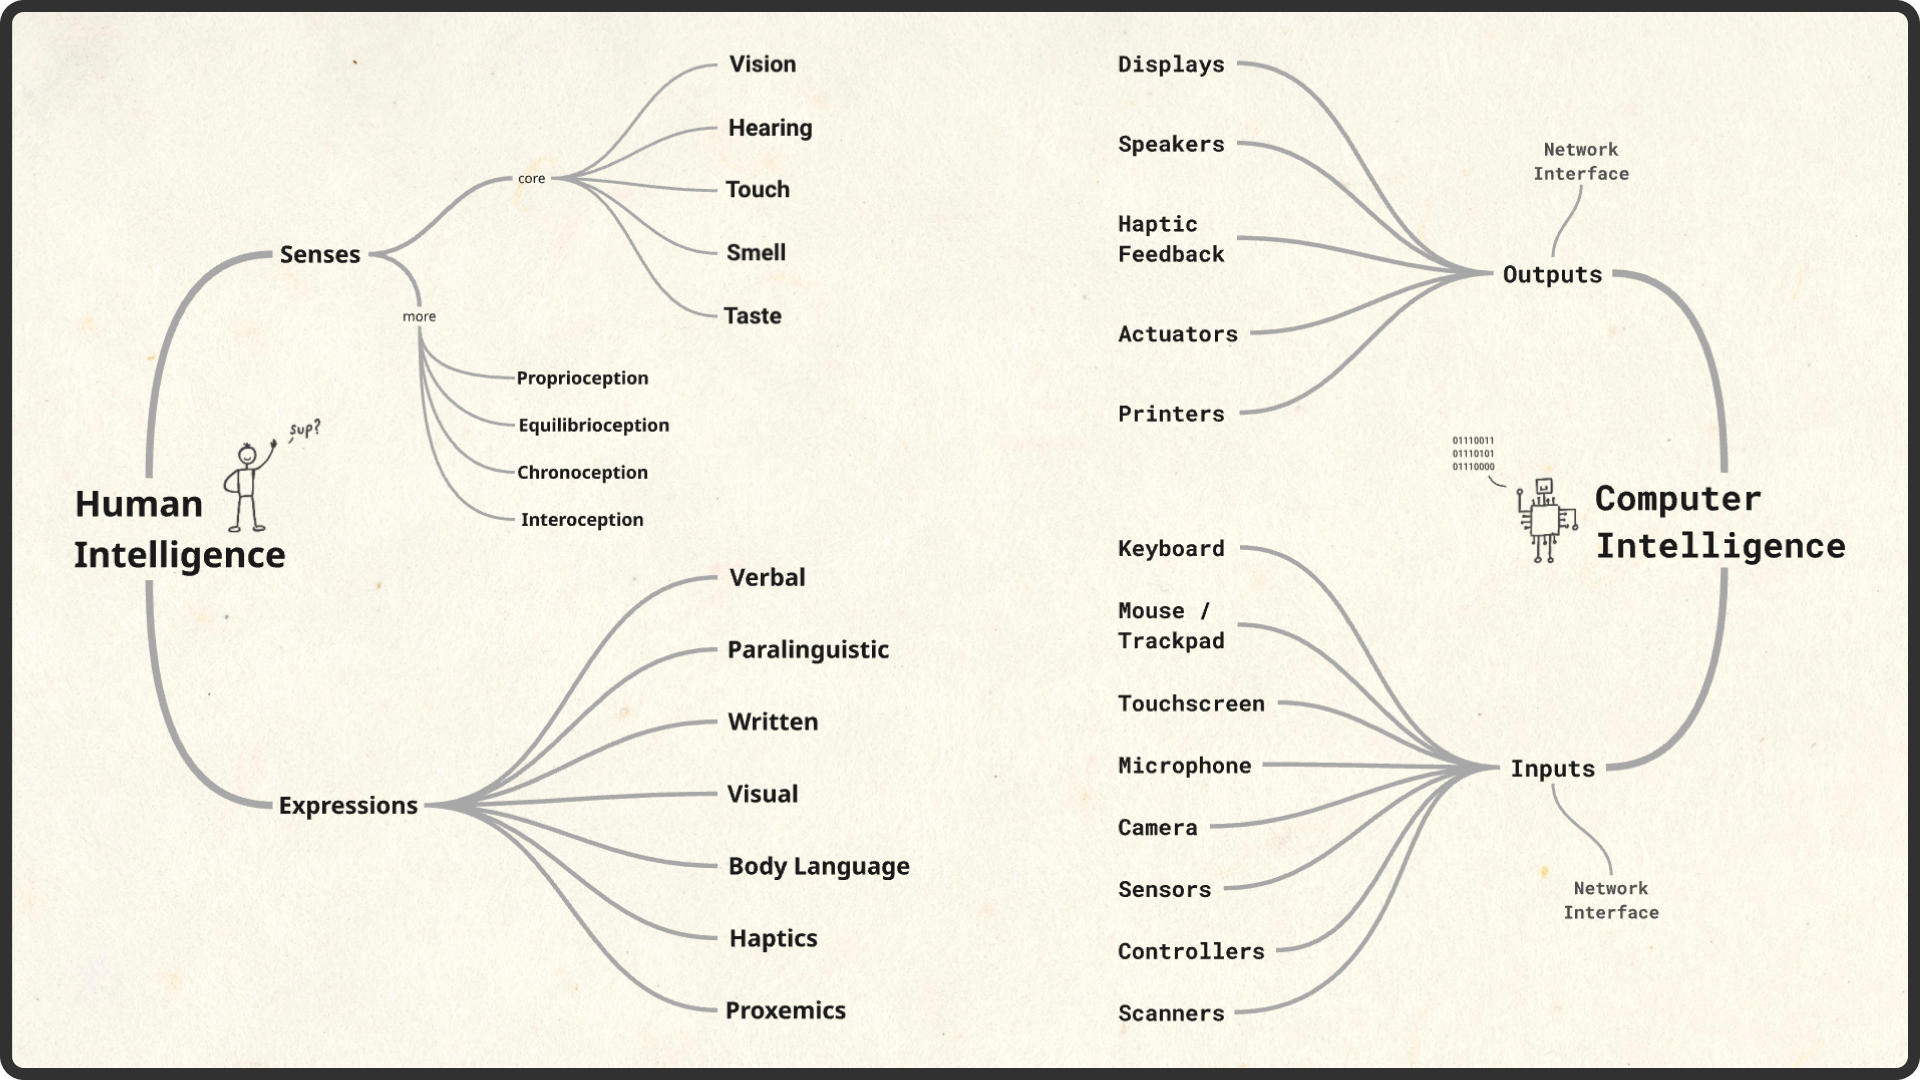 Vision
Hearing
core
Touch
Senses
Smell
more
Taste
Proprioception
Equilibrioception
Chronoception
Interoception
sup?
Human
Intelligence
Verbal
Paralinguistic
Written
Visual
Expressions
Body Language
Haptics
Proxemics
Displays
Speakers
Network
Interface
Haptic
Feedback
Outputs
Actuators
Printers
01110011
01110101
01110000
Computer
Intelligence
Keyboard
Mouse /
Trackpad
Touchscreen
Microphone
Inputs
Camera
Sensors
Network
Interface
Controllers
Scanners